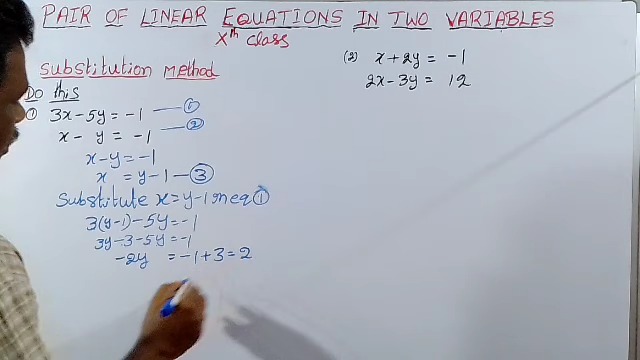 PAIR OF LINEAR EQUATIONS IN TWO VARIABLES
Xth class
Substitution method
Do this
① 3x-5y=-1 —①
x- y = -1 —②
x-y=-1
x = y-1 —③
Substitute x=y-1 in eq ①
3(y-1)-5y=-1
3y-3-5y=-1
-2y = -1+3=2
(2) x+2y = -1
2x-3y = 12